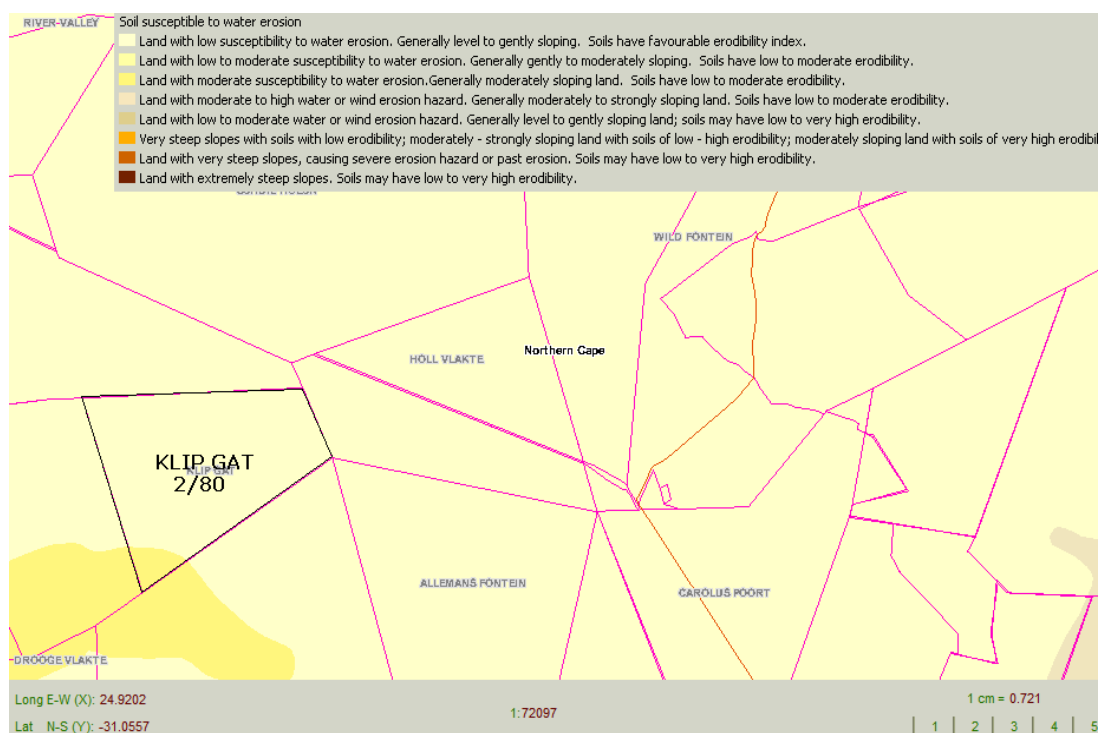 RIVER-VALLEY
Soil susceptible to water erosion
Land with low susceptibility to water erosion. Generally level to gently sloping. Soils have favourable erodibility index.
Land with low to moderate susceptibility to water erosion. Generally gently to moderately sloping. Soils have low to moderate erodibility.
Land with moderate susceptibility to water erosion.Generally moderately sloping land. Soils have low to moderate erodibility.
Land with moderate to high water or wind erosion hazard. Generally moderately to strongly sloping land. Soils have low to moderate erodibility.
Land with low to moderate water or wind erosion hazard. Generally level to gently sloping land; soils may have low to very high erodibility.
Very steep slopes with soils with low erodibility; moderately - strongly sloping land with soils of low - high erodibility; moderately sloping land with soils of very high erodibil
Land with very steep slopes, causing severe erosion hazard or past erosion. Soils may have low to very high erodibility.
Land with extremely steep slopes. Soils may have low to very high erodibility.
WILD FONTEIN
Northern Cape
HOLL VLAKTE
KLIP GAT
KLIP GAT
2/80
ALLEMANS FONTEIN
CAROLUS POORT
DROOGE VLAKTE
Long E-W (X): 24.9202
1:72097
1 cm = 0.721
Lat N-S (Y): -31.0557
| 1 | 2 | 3 | 4 | 5